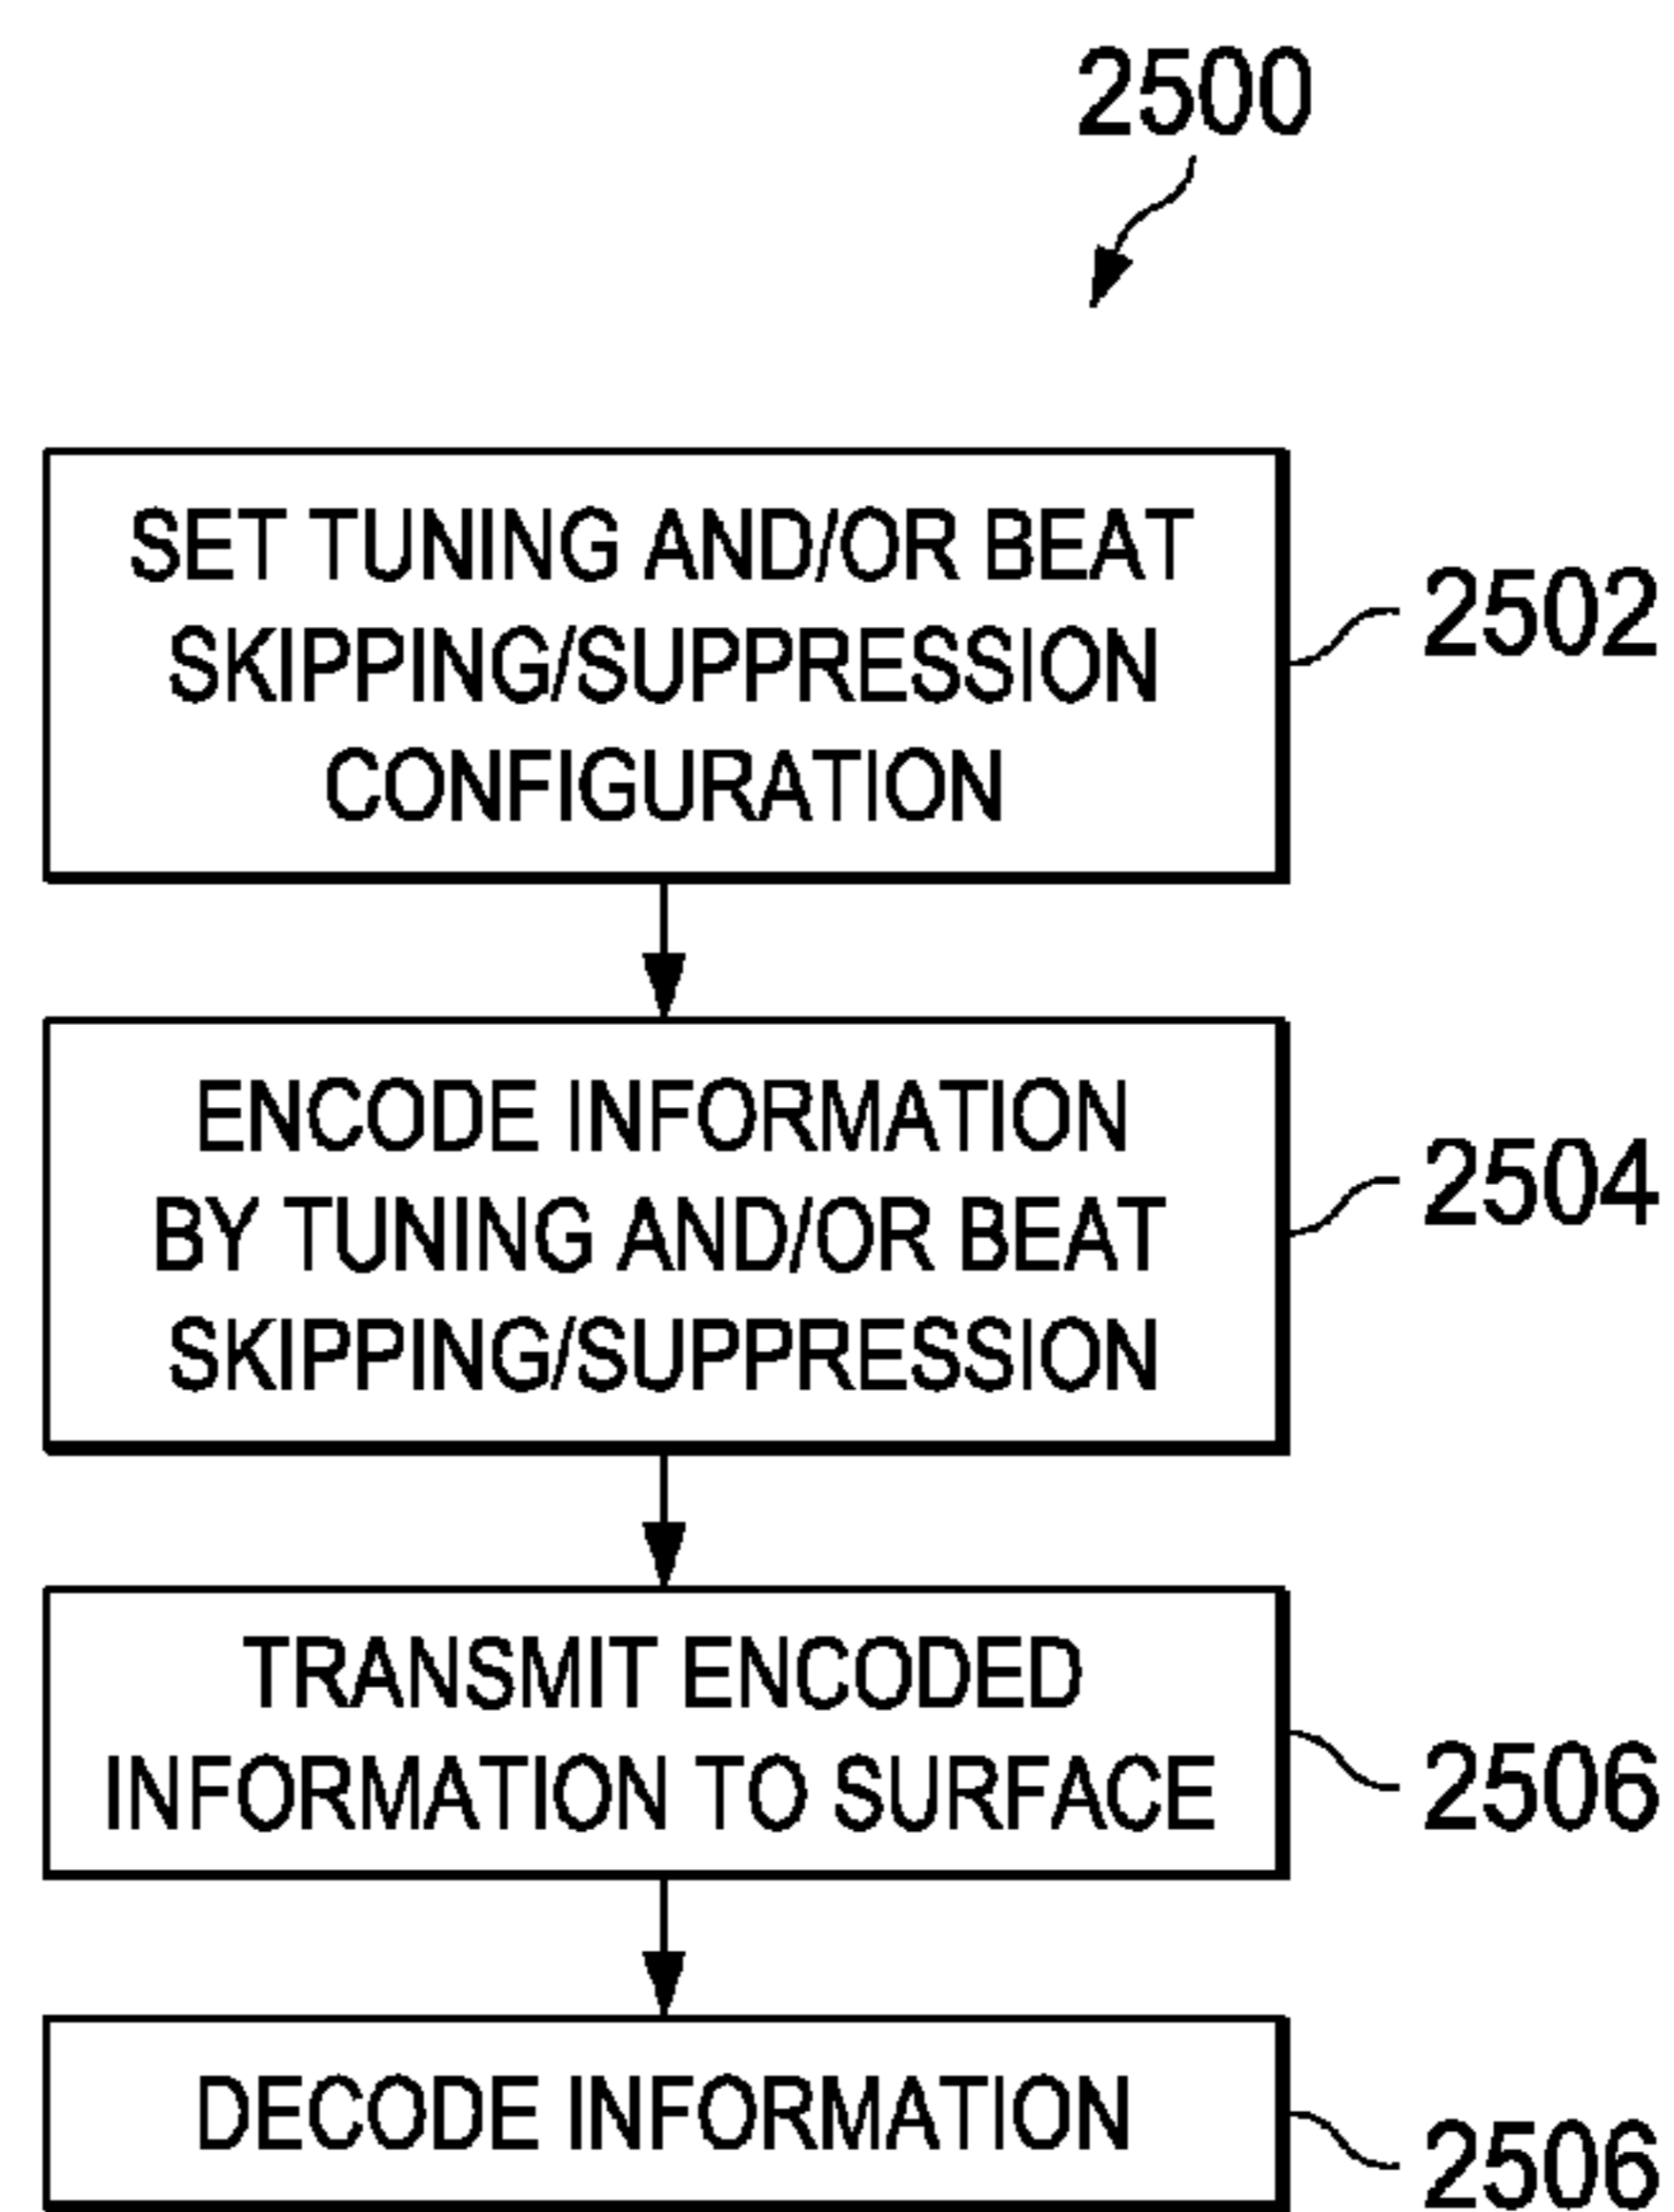 2500
SET TUNING AND/OR BEAT
SKIPPING/SUPPRESSION
CONFIGURATION
2502
ENCODE INFORMATION
BY TUNING AND/OR BEAT
SKIPPING/SUPPRESSION
2504
TRANSMIT ENCODED
INFORMATION TO SURFACE
2506
DECODE INFORMATION
2506